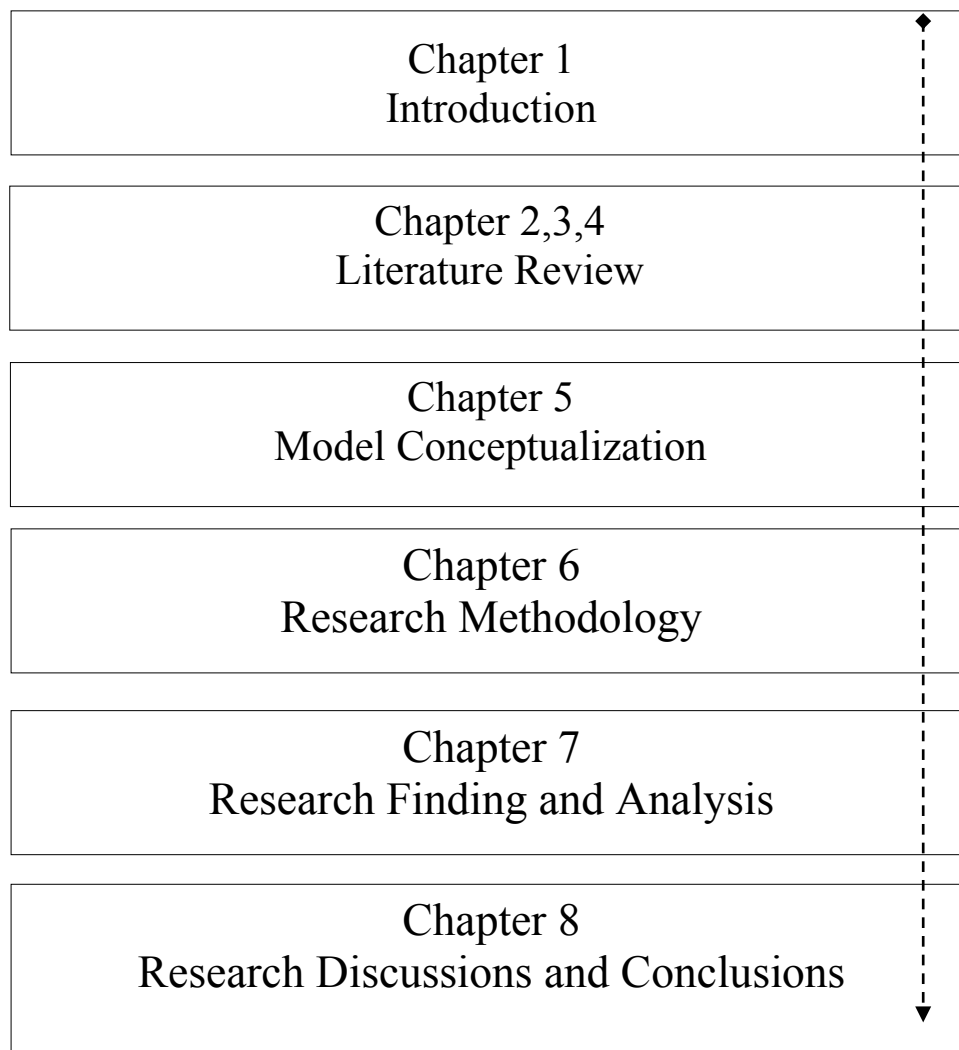 Chapter 1
Introduction
Chapter 2,3,4
Literature Review
Chapter 5
Model Conceptualization
Chapter 6
Research Methodology
Chapter 7
Research Finding and Analysis
Chapter 8
Research Discussions and Conclusions